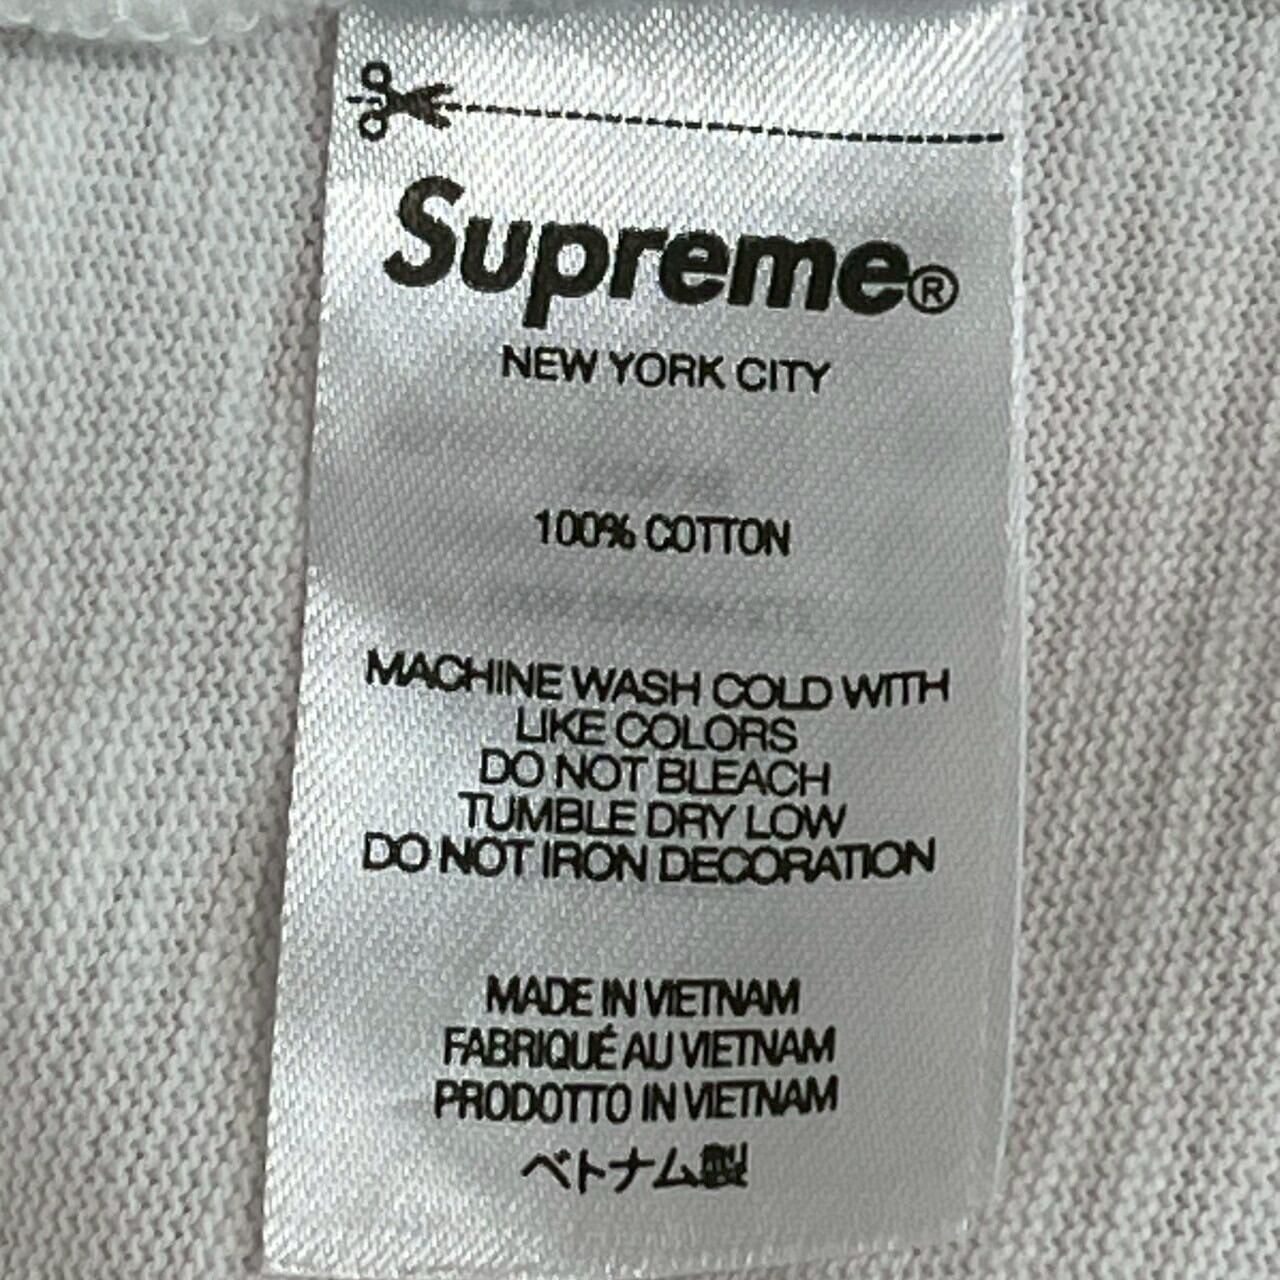 Supreme®
NEW YORK CITY
100% COTTON
MACHINE WASH COLD WITH
LIKE COLORS
DO NOT BLEACH
TUMBLE DRY LOW
DO NOT IRON DECORATION
MADE IN VIETNAM
FABRIQUÉ AU VIETNAM
PRODOTTO IN VIETNAM
ベトナム製